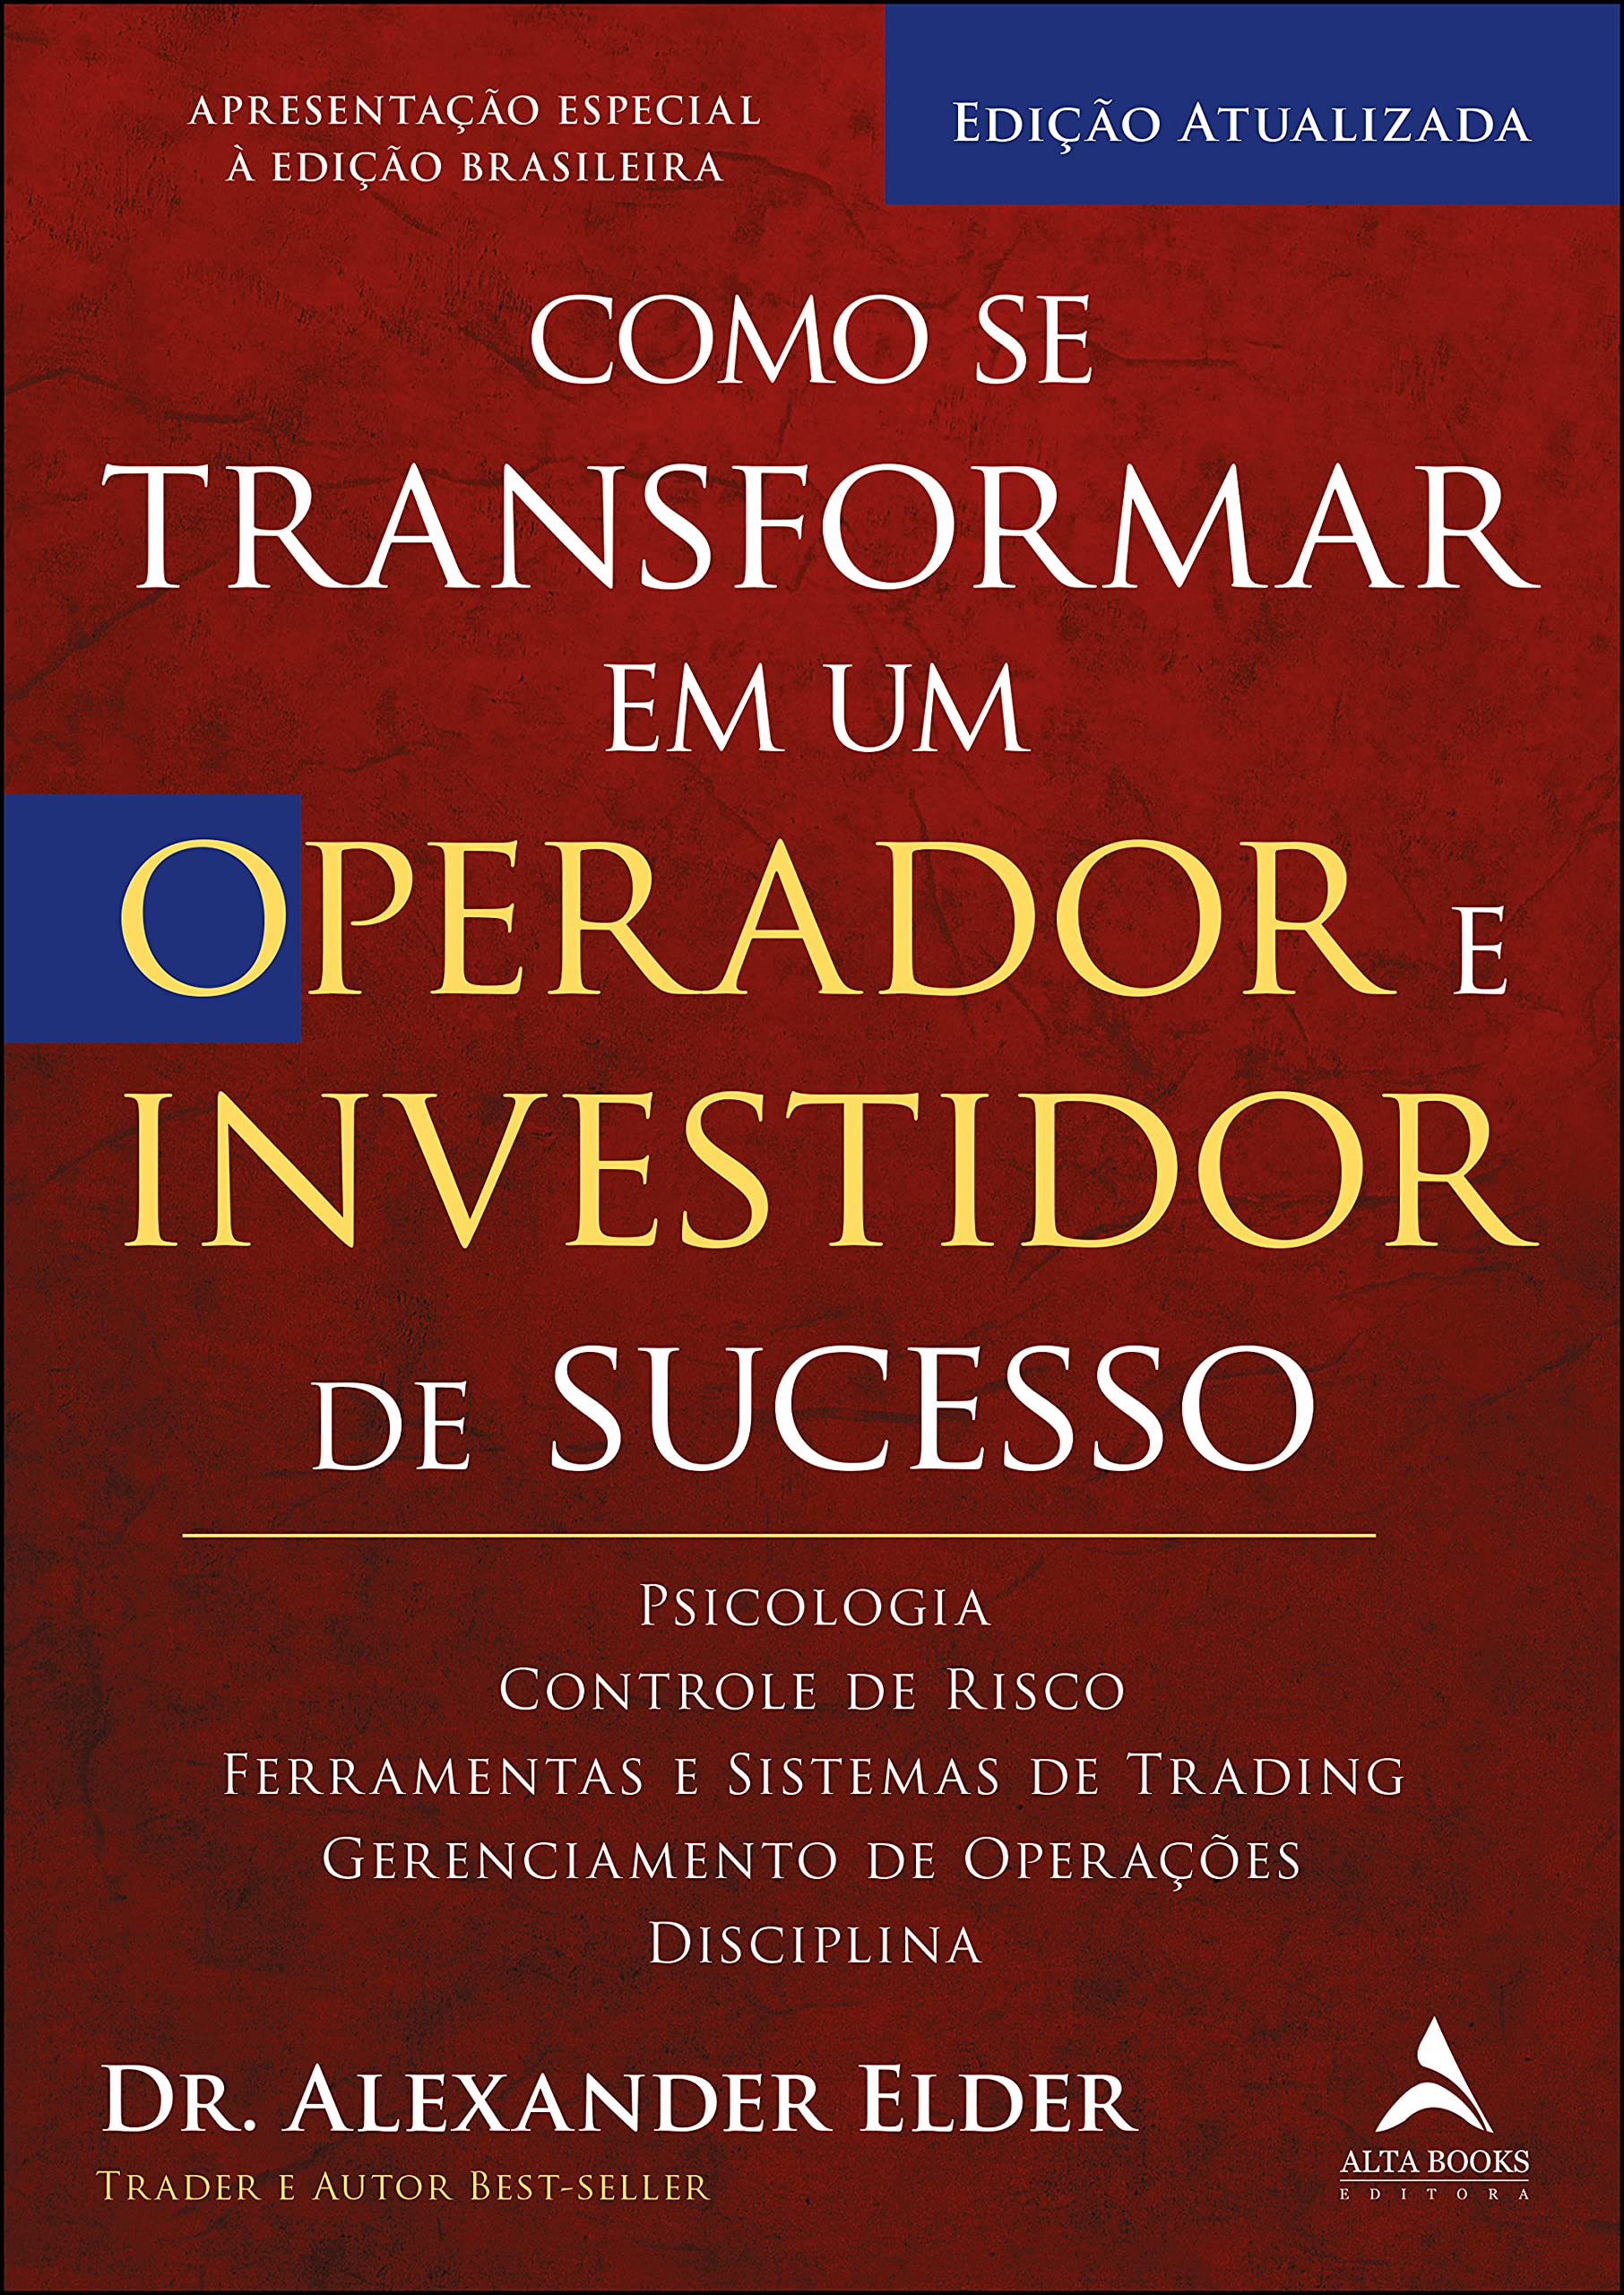 APRESENTAÇÃO ESPECIAL
À EDIÇÃO BRASILEIRA
EDIÇÃO ATUALIZADA
COMO SE
TRANSFORMAR
EM UM
OPERADOR E
INVESTIDOR
DE SUCESSO
PSICOLOGIA
CONTROLE DE RISCO
FERRAMENTAS E SISTEMAS DE TRADING
GERENCIAMENTO DE OPERAÇÕES
DISCIPLINA
DR. ALEXANDER ELDER
TRADER E AUTOR BEST-SELLER
ALTA BOOKS
EDITORA